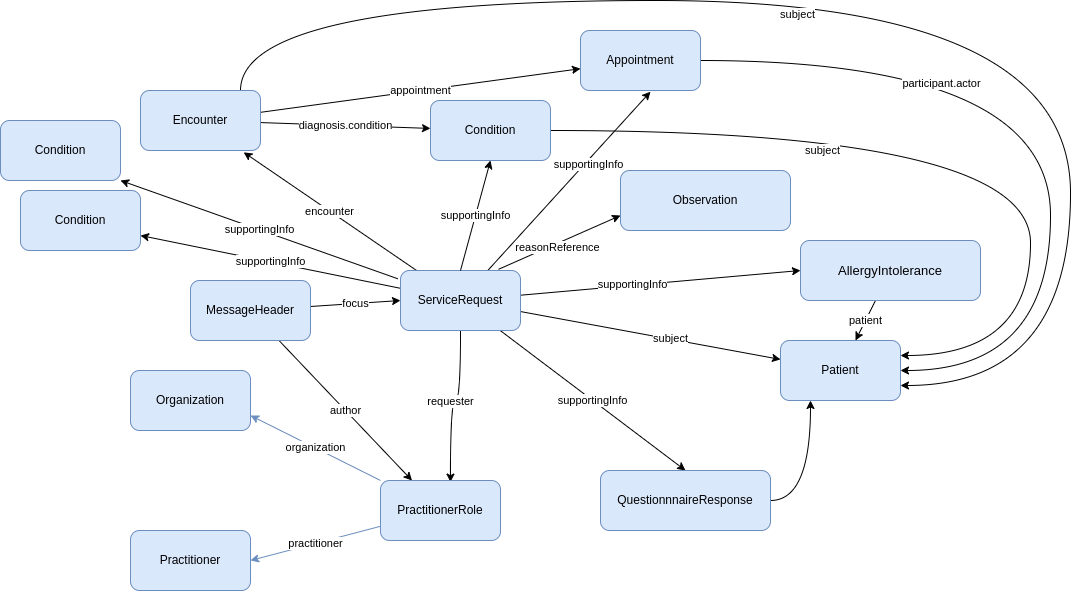 subject
Appointment
participant.actor
appointment
Encounter
diagnosis.condition
Condition
Condition
subject
supportingInfo
Observation
encounter
supportingInfo
Condition
supportingInfo
reasonReference
supportingInfo
AllergyIntolerance
supportingInfo
MessageHeader
focus
ServiceRequest
patient
subject
Patient
Organization
author
requester
supportingInfo
organization
PractitionerRole
QuestionnnaireResponse
practitioner
Practitioner